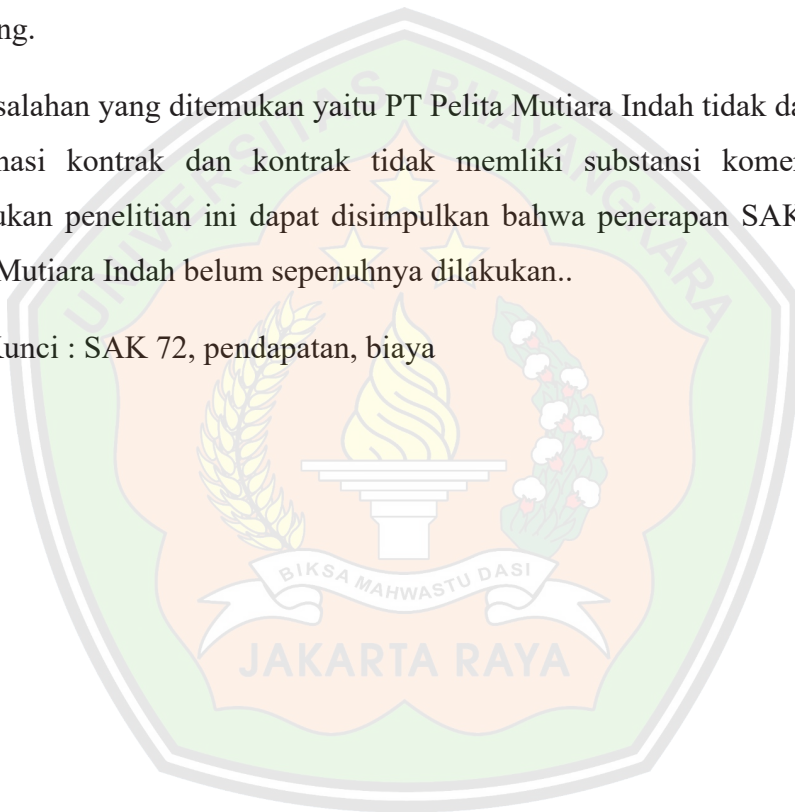 ng.
salahan yang ditemukan yaitu PT Pelita Mutiara Indah tidak da
nasi kontrak dan kontrak tidak memliki substansi komer
ukan penelitian ini dapat disimpulkan bahwa penerapan SAK
Mutiara Indah belum sepenuhnya dilakukan..
Kunci : SAK 72, pendapatan, biaya
UNIVERSITAS BHAYANGKARA
BIKSA MAHWASTU DASI
JAKARTA RAYA